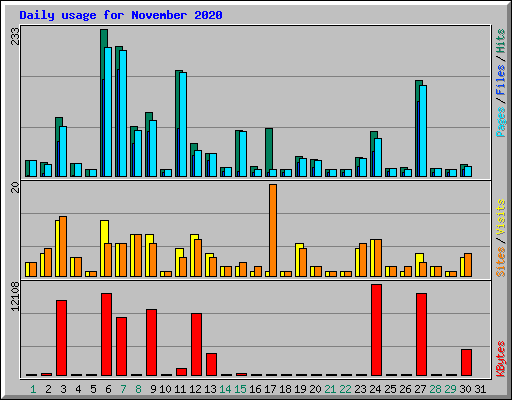 Daily usage for November 2020
233
Pages / Files / Hits
20
Sites / Visits
12108
KBytes
1 2 3 4 5 6 7 8 9 10 11 12 13 14 15 16 17 18 19 20 21 22 23 24 25 26 27 28 29 30 31